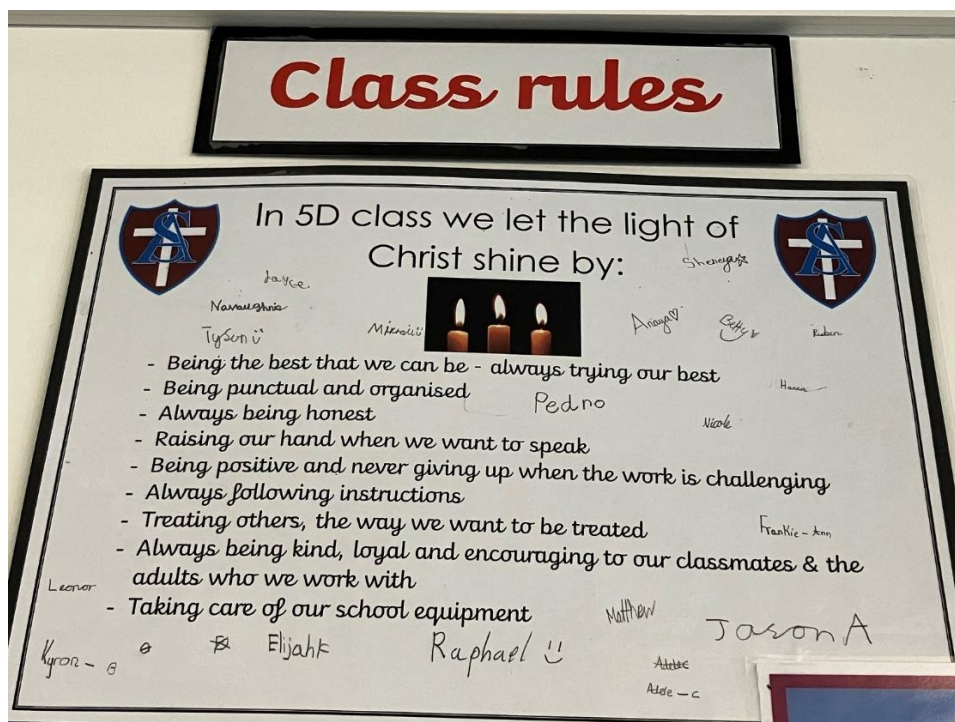 Class rules
In 5D class we let the light of
Christ shine by:
Jayce
Tyson
Ariaya
Betty
Ruben
- Being the best that we can be - always trying our best
- Being punctual and organised
Pedro
- Always being honest
Nicole
- Raising our hand when we want to speak
- Being positive and never giving up when the work is challenging
- Always following instructions
- Treating others, the way we want to be treated
Frankie - Ann
- Always being kind, loyal and encouraging to our classmates & the
adults who we work with
Leonor
- Taking care of our school equipment
Matthew
Jason A
Kyron -
Elijah
Raphael
Adele - c